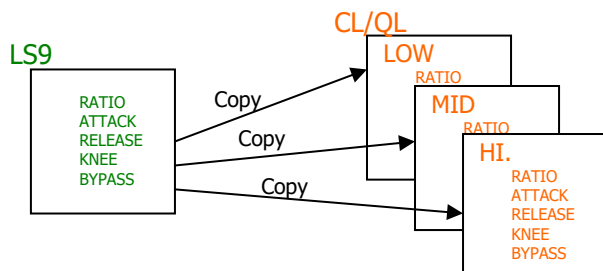 LS9
RATIO
ATTACK
RELEASE
KNEE
BYPASS
Copy
Copy
Copy
CL/QL
LOW
RATIO
MID
RATIO
HI.
RATIO
ATTACK
RELEASE
KNEE
BYPASS